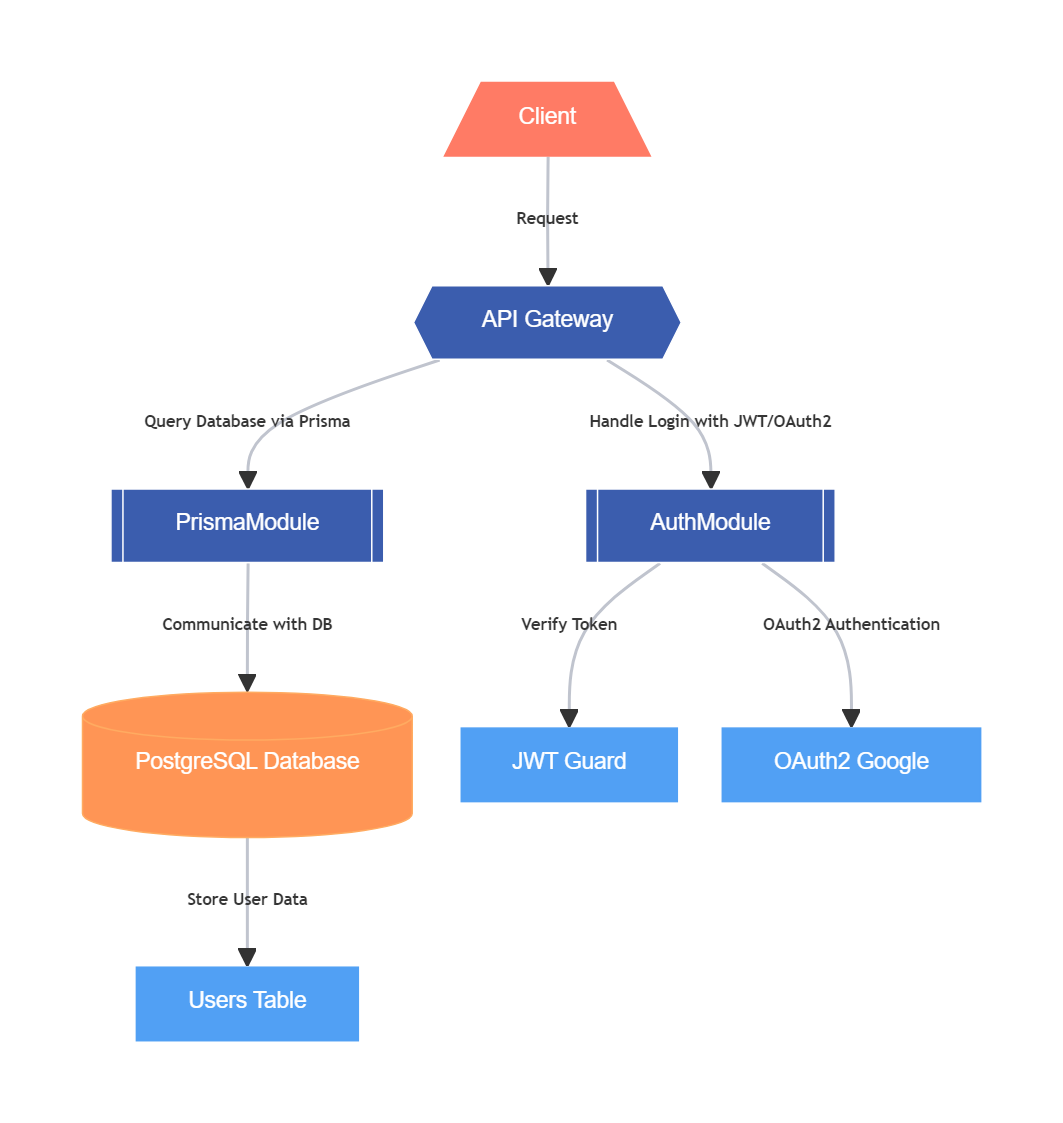 Client
Request
API Gateway
Query Database via Prisma
Handle Login with JWT/OAuth2
PrismaModule
AuthModule
Communicate with DB
Verify Token
OAuth2 Authentication
PostgreSQL Database
JWT Guard
OAuth2 Google
Store User Data
Users Table